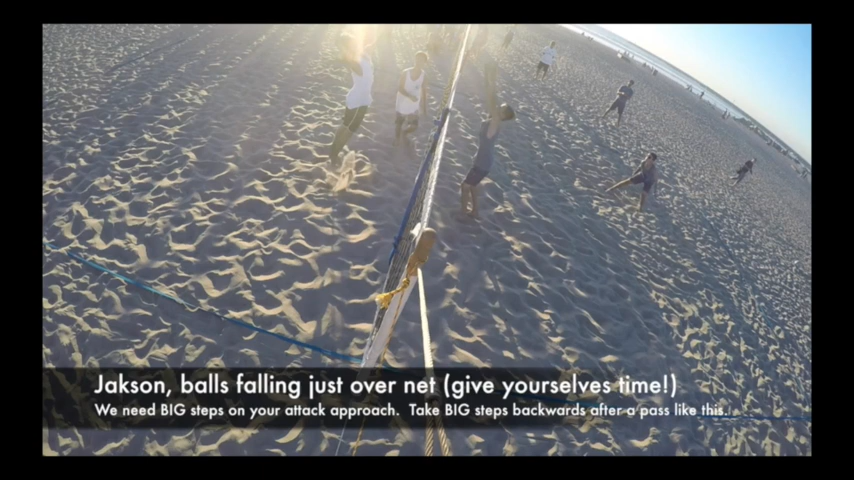 Jakson, balls falling just over net (give yourselves time!)
We need BIG steps on your attack approach. Take BIG steps backwards after a pass like this.